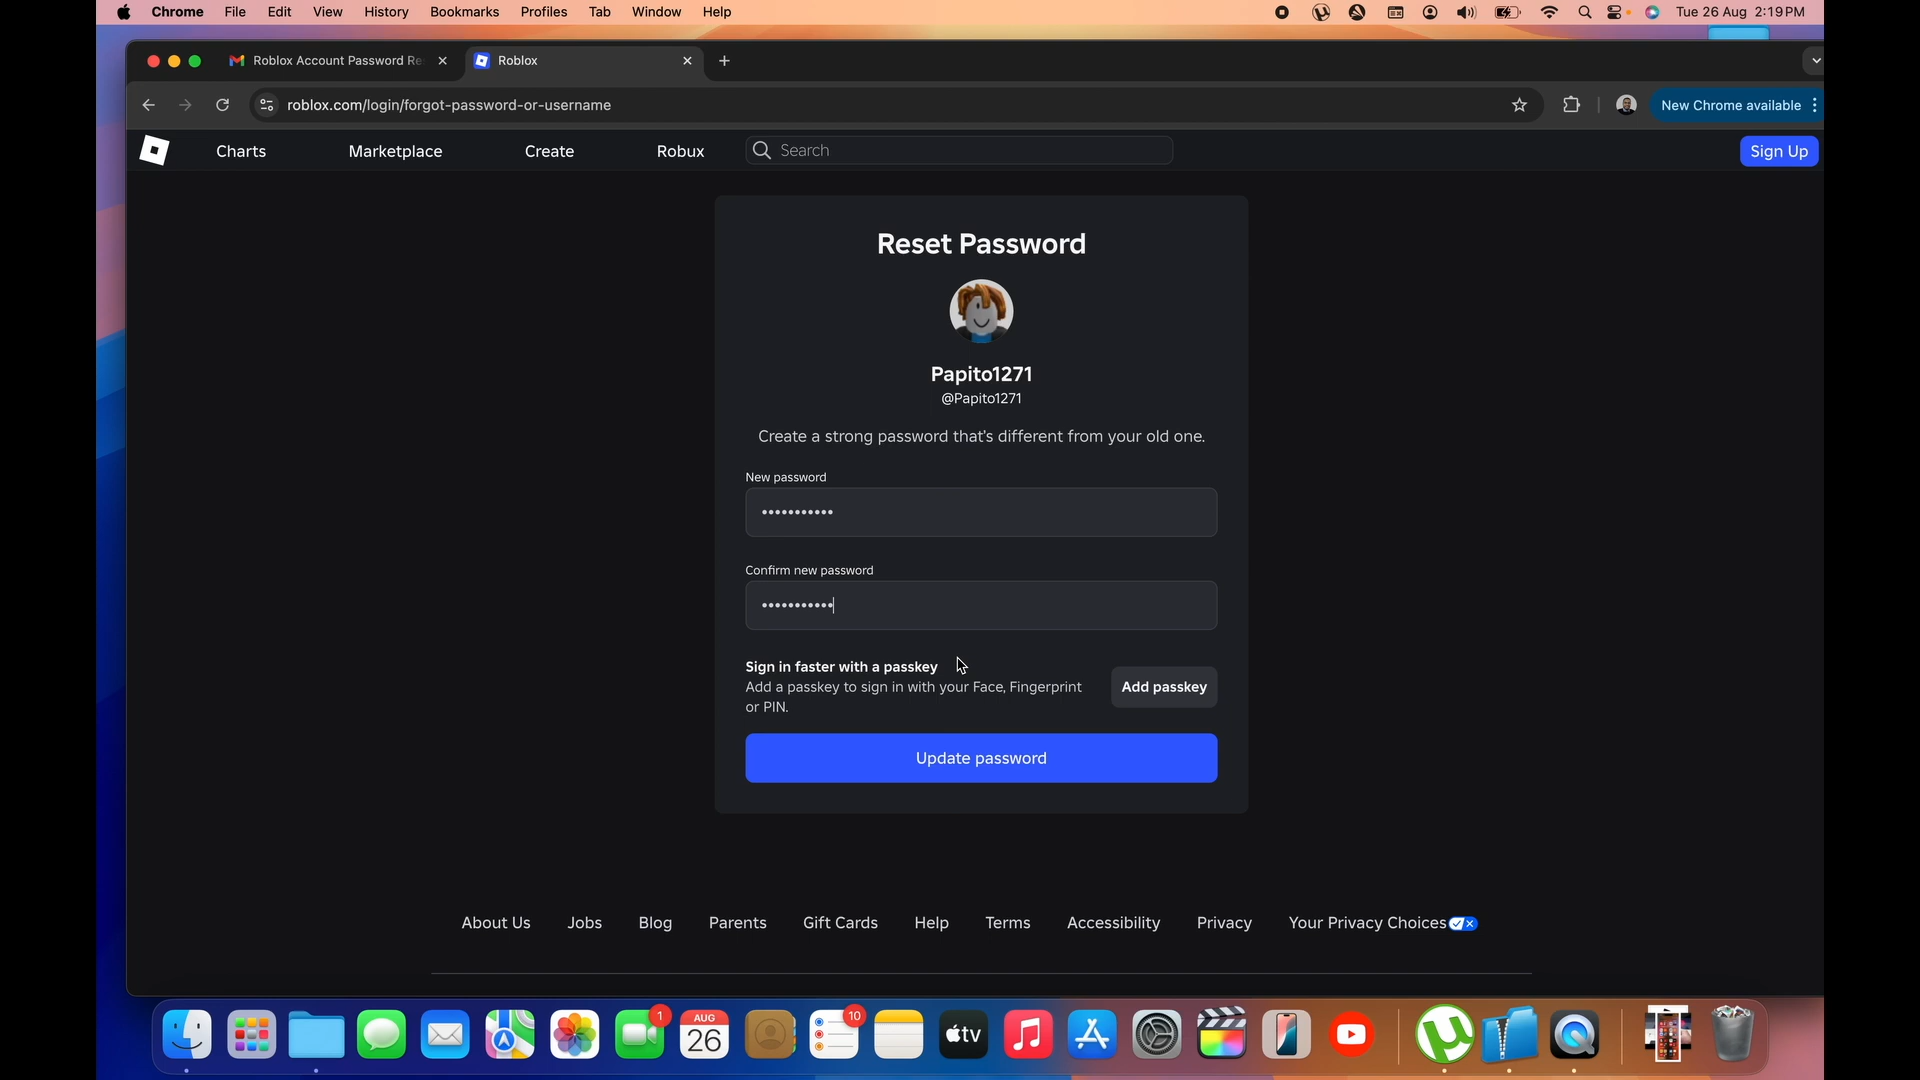 Chrome File Edit View History Bookmarks Profiles Tab Window Help Tue 26 Aug 2:19 PM
Roblox Account Password Re Roblox
roblox.com/login/forgot-password-or-username New Chrome available
Charts Marketplace Create Robux Search Sign Up
Reset Password
Papito1271
@Papito1271
Create a strong password that's different from your old one.
New password
•••••••••••
Confirm new password
•••••••••••
Sign in faster with a passkey
Add a passkey to sign in with your Face, Fingerprint
or PIN.
Add passkey
Update password
About Us Jobs Blog Parents Gift Cards Help Terms Accessibility Privacy Your Privacy Choices
1 AUG 26 10 tv